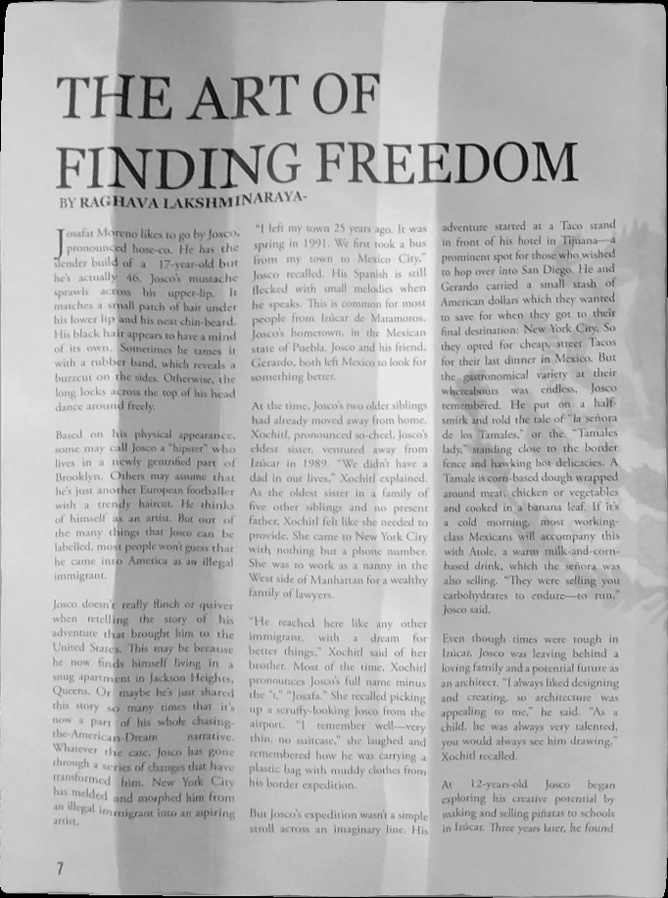 THE ART OF
FINDING FREEDOM
BY RAGHAVA LAKSHMINARAYA-
Josafat Moreno likes to go by Josco,
pronounced hose-co. He has the
slender build of a 17-year-old but
he's actually 46. Josco's mustache
sprawls across his upper-lip. It
matches a small patch of hair under
his lower lip and his neat chin-beard.
His black hair appears to have a mind
of its own. Sometimes he tames it
with a rubber band, which reveals a
buzzcut on the sides. Otherwise, the
long locks across the top of his head
dance around freely.
Based on his physical appearance,
some may call Josco a "hipster" who
lives in a newly gentrified part of
Brooklyn. Others may assume that
he's just another European footballer
with a trendy haircut. He thinks
of himself as an artist. But out of
the many things that Josco can be
labelled, most people won't guess that
he came into America as an illegal
immigrant.
Josco doesn't really flinch or quiver
when retelling the story of his
adventure that brought him to the
United States. This may be because
he now finds himself living in a
snug apartment in Jackson Heights,
Queens. Or maybe he's just shared
this story so many times that it's
now a part of his whole chasing-
the-American-Dream narrative.
Whatever the case, Josco has gone
through a series of changes that have
transformed him. New York City
has melded and morphed him from
an illegal immigrant into an aspiring
artist.
"I left my town 25 years ago. It was
spring in 1991. We first took a bus
from my town to Mexico City,"
Josco recalled. His Spanish is still
flecked with small melodies when
he speaks. This is common for most
people from Izúcar de Matamoros,
Josco's hometown, in the Mexican
state of Puebla. Josco and his friend,
Gerardo, both left Mexico to look for
something better.
At the time, Josco's two older siblings
had already moved away from home.
Xochitl, pronounced so-cheel, Josco's
eldest sister, ventured away from
Izúcar in 1989. "We didn't have a
dad in our lives," Xochitl explained.
As the oldest sister in a family of
five other siblings and no present
father, Xochitl felt like she needed to
provide. She came to New York City
with nothing but a phone number.
She was to work as a nanny in the
West side of Manhattan for a wealthy
family of lawyers.
"He reached here like any other
immigrant, with a dream for
better things," Xochitl said of her
brother. Most of the time, Xochitl
pronounces Josco's full name minus
the "t," "Josafa." She recalled picking
up a scruffy-looking Josco from the
airport. "I remember well—very
thin, no suitcase," she laughed and
remembered how he was carrying a
plastic bag with muddy clothes from
his border expedition.
But Josco's expedition wasn't a simple
stroll across an imaginary line. His
adventure started at a Taco stand
in front of his hotel in Tijuana—a
prominent spot for those who wished
to hop over into San Diego. He and
Gerardo carried a small stash of
American dollars which they wanted
to save for when they got to their
final destination: New York City. So
they opted for cheap, street Tacos
for their last dinner in Mexico. But
the gastronomical variety at their
whereabouts was endless, Josco
remembered. He put on a half-
smirk and told the tale of "la señora
de los Tamales," or the "Tamales
lady," standing close to the border
fence and hawking hot delicacies. A
Tamale is corn-based dough wrapped
around meat, chicken or vegetables
and cooked in a banana leaf. If it's
a cold morning, most working-
class Mexicans will accompany this
with Atole, a warm milk-and-corn-
based drink, which the señora was
also selling. "They were selling you
carbohydrates to endure—to run,"
Josco said.
Even though times were tough in
Izúcar, Josco was leaving behind a
loving family and a potential future as
an architect. "I always liked designing
and creating, so architecture was
appealing to me," he said. "As a
child, he was always very talented,
you would always see him drawing,"
Xochitl recalled.
At 12-years-old Josco began
exploring his creative potential by
making and selling piñatas to schools
in Izúcar. Three years later, he found
7